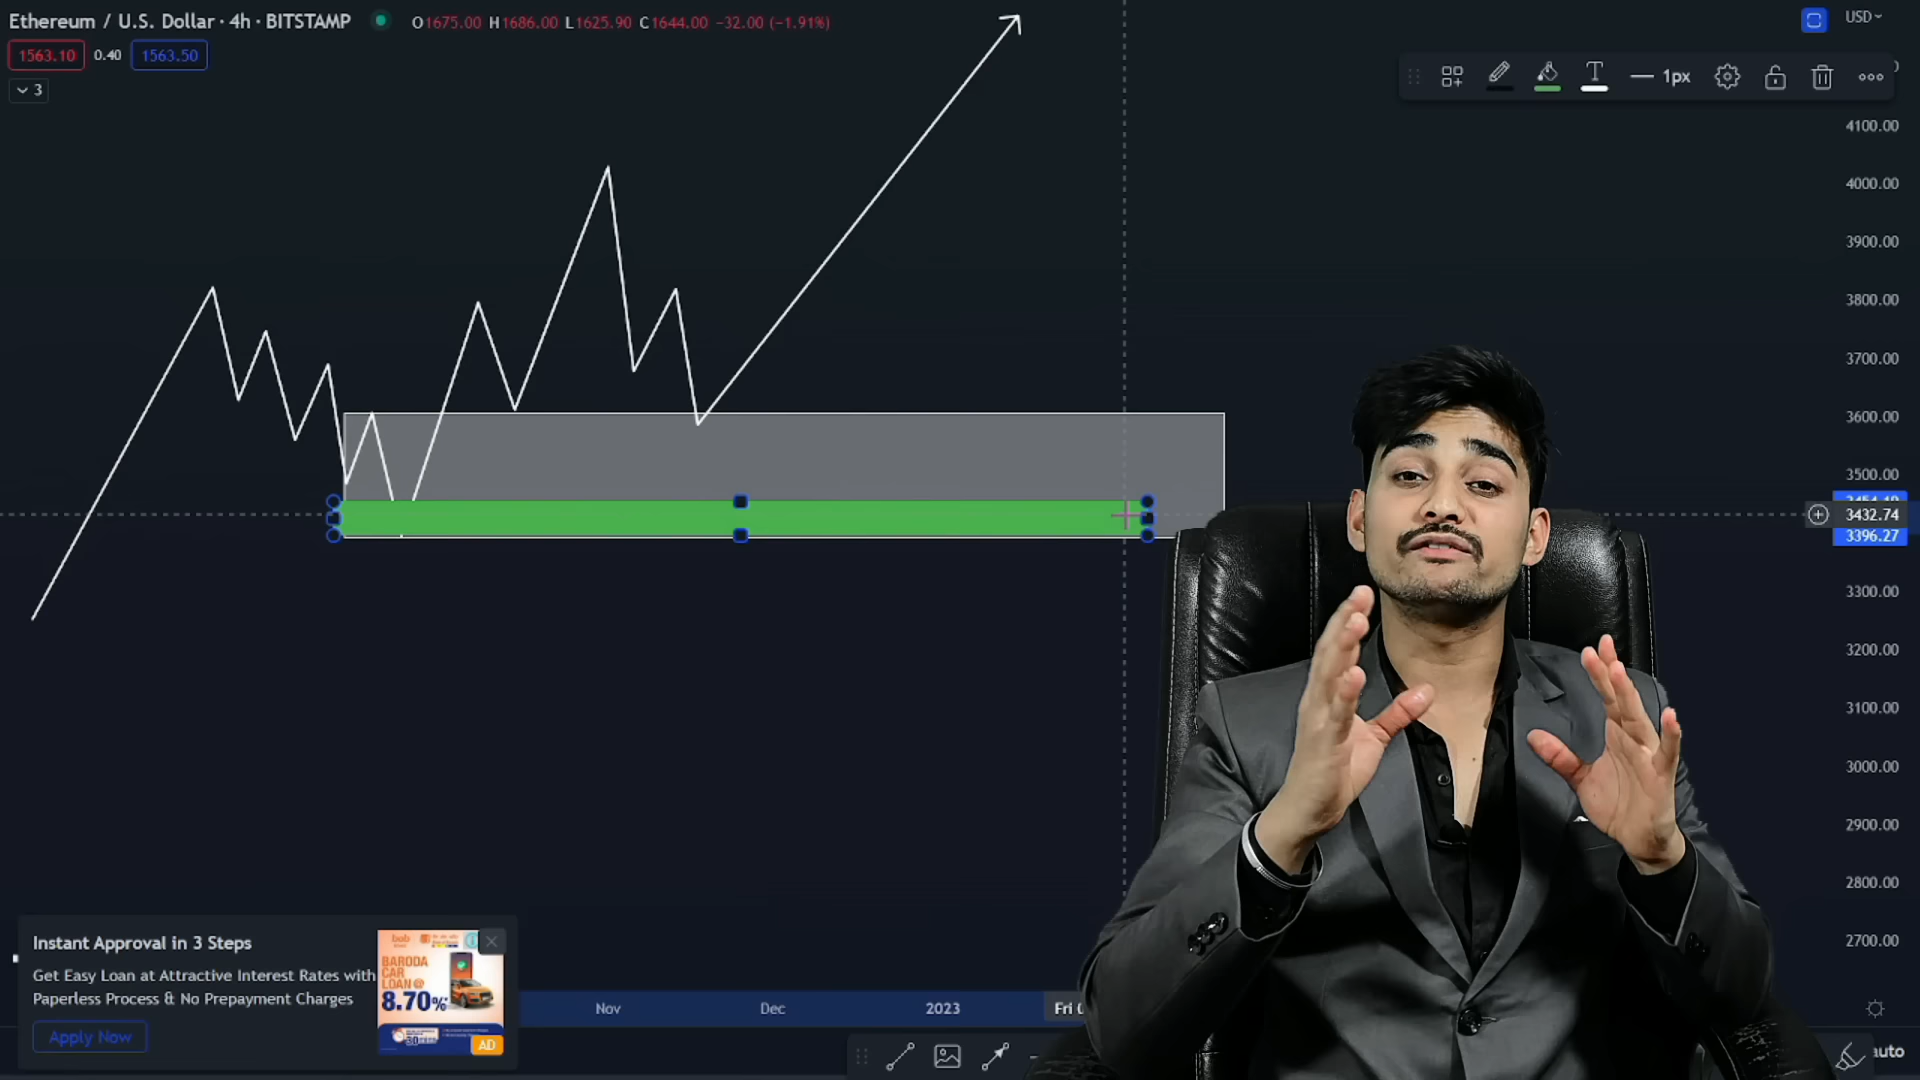 Ethereum / U.S. Dollar · 4h · BITSTAMP O1675.00 H1686.00 L1625.90 C1644.00 −32.00 (−1.91%)
USD
1563.10 0.40 1563.50
3
T 1px
4100.00
4000.00
3900.00
3800.00
3700.00
3600.00
3500.00
3432.74
3396.27
3300.00
3200.00
3100.00
3000.00
2900.00
2800.00
2700.00
Instant Approval in 3 Steps
Get Easy Loan at Attractive Interest Rates with
Paperless Process & No Prepayment Charges
Apply Now
bob
BARODA
CAR
LOAN @
8.70%*
30
AD
Nov Dec 2023 Fri
auto